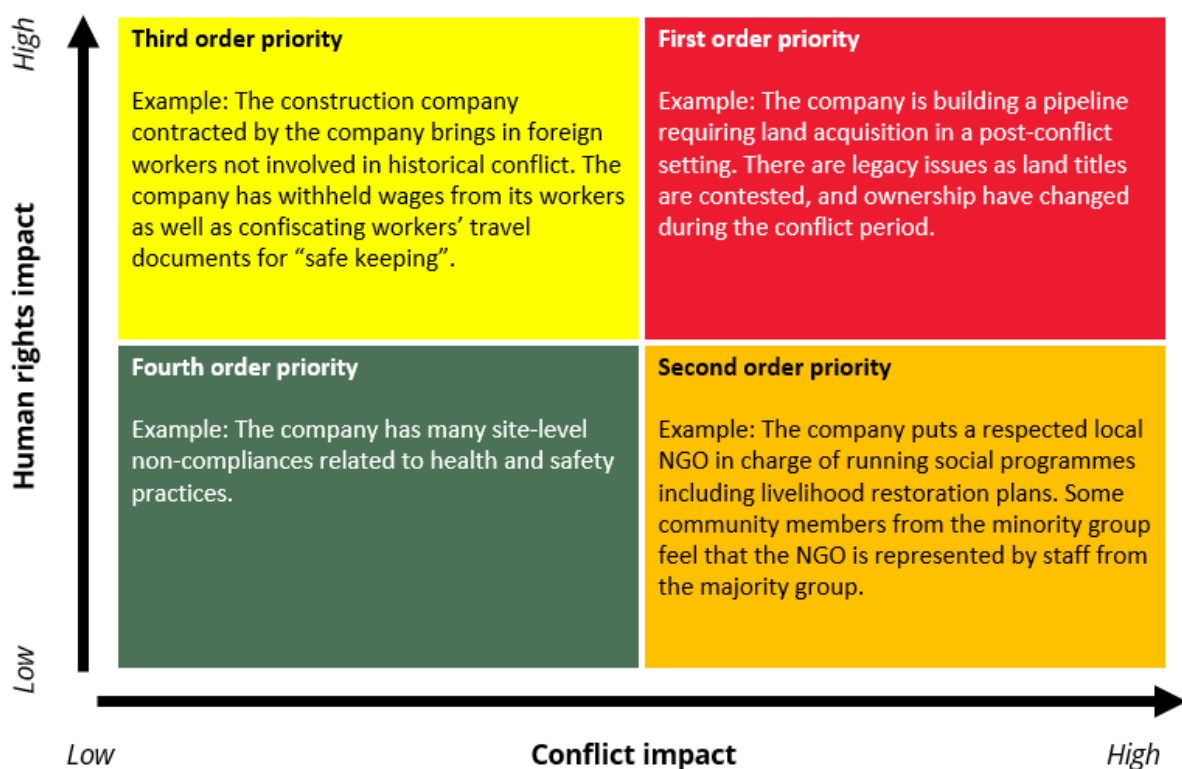 High
Human rights impact
Low
Third order priority
Example: The construction company
contracted by the company brings in foreign
workers not involved in historical conflict. The
company has withheld wages from its workers
as well as confiscating workers’ travel
documents for “safe keeping”.
First order priority
Example: The company is building a pipeline
requiring land acquisition in a post-conflict
setting. There are legacy issues as land titles
are contested, and ownership have changed
during the conflict period.
Fourth order priority
Example: The company has many site-level
non-compliances related to health and safety
practices.
Second order priority
Example: The company puts a respected local
NGO in charge of running social programmes
including livelihood restoration plans. Some
community members from the minority group
feel that the NGO is represented by staff from
the majority group.
Low
Conflict impact
High